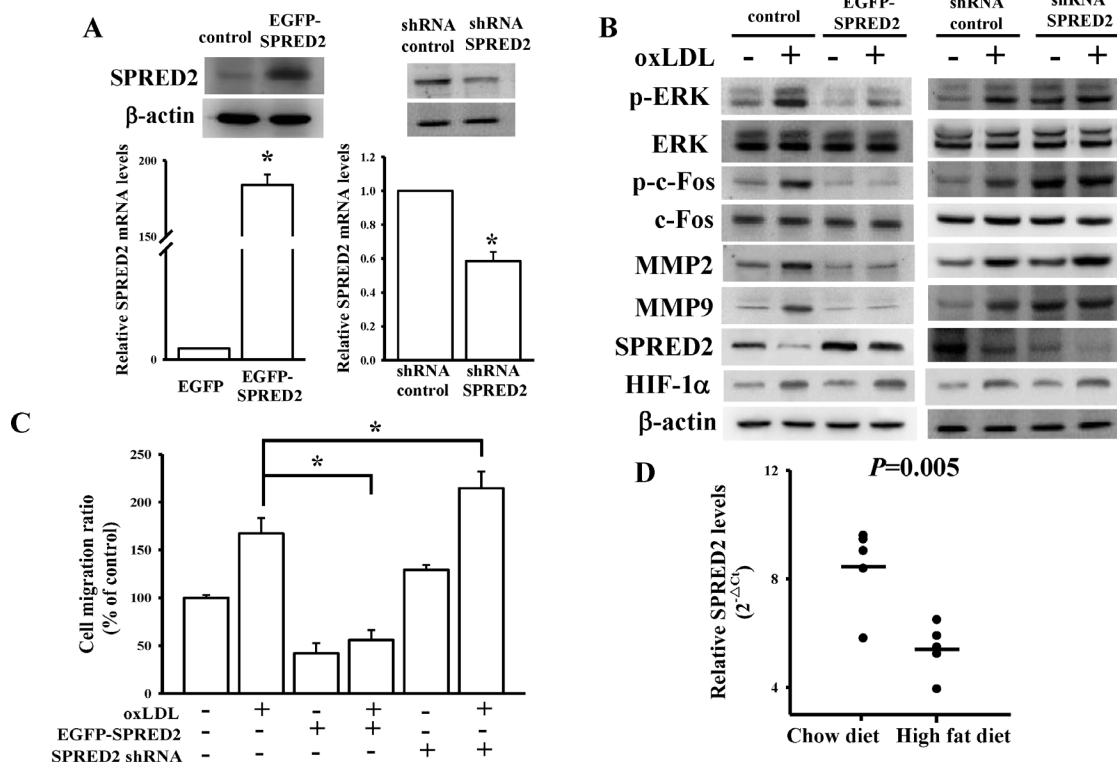 A
control
EGFP-
SPRED2
shRNA
control
shRNA
SPRED2
SPRED2
β-actin
Relative SPRED2 mRNA levels
200
150
0
*
EGFP
EGFP-
SPRED2
Relative SPRED2 mRNA levels
1.2
1.0
0.8
0.6
0.4
0.2
0.0
*
shRNA
control
shRNA
SPRED2
B
control
EGFP-
SPRED2
shRNA
control
shRNA
SPRED2
oxLDL - + - + - + - +
p-ERK
ERK
p-c-Fos
c-Fos
MMP2
MMP9
SPRED2
HIF-1α
β-actin
C
Cell migration ratio
(% of control)
250
200
150
100
50
0
*
*
oxLDL - + - + - +
EGFP-SPRED2 - - + + - -
SPRED2 shRNA - - - - + +
D
P=0.005
Relative SPRED2 levels
(2-△Ct)
12
8
4
Chow diet High fat diet